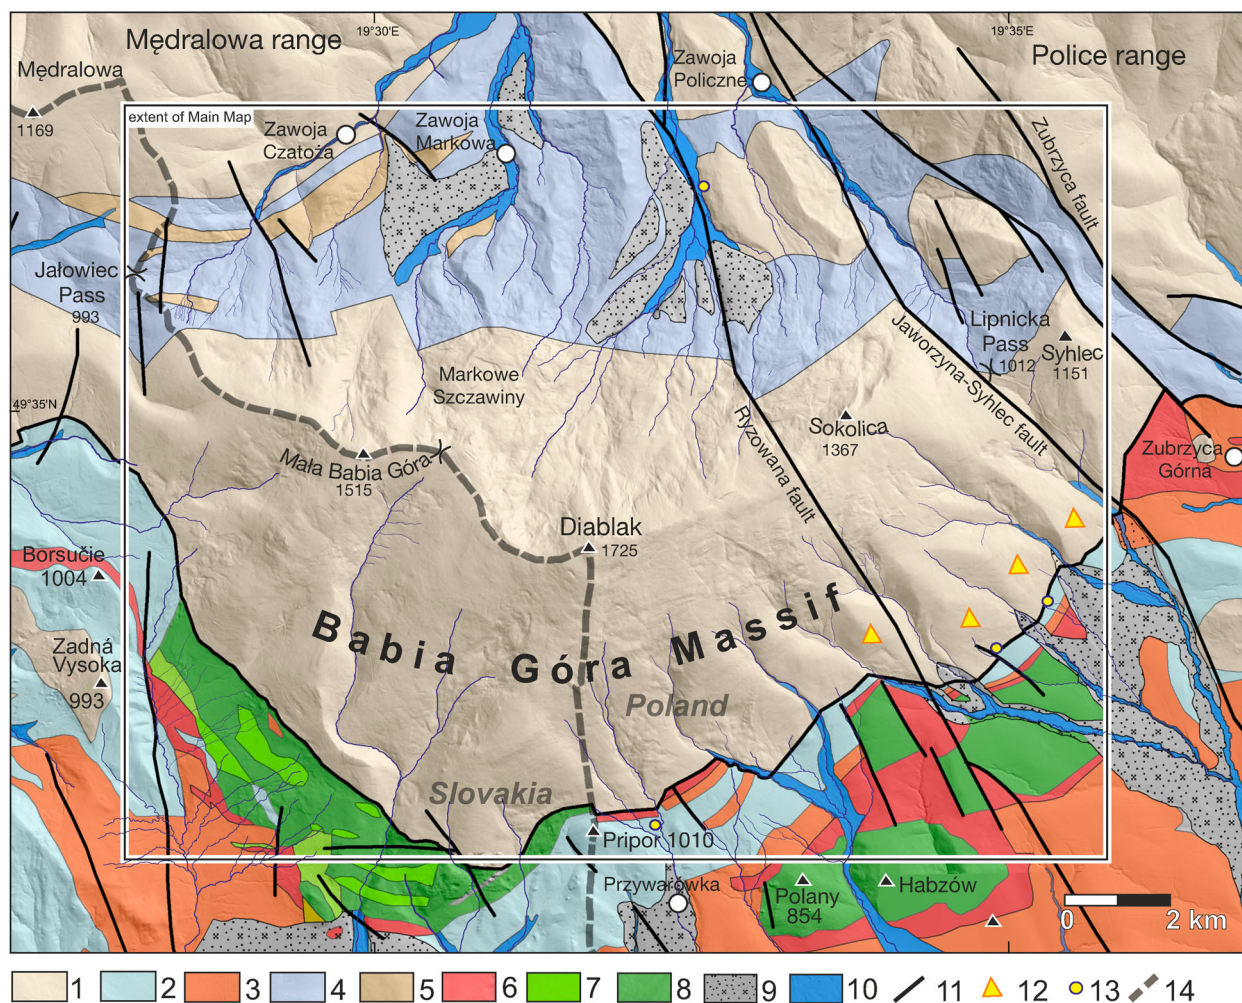 19°30'E
19°35'E
Mędralowa range
Police range
Mędralowa
1169
extent of Main Map
Zawoja
Czatoża
Zawoja
Markowa
Zawoja
Policzne
Zubrzyca fault
Jałowiec
Pass
993
Lipnicka
Pass
1012
Syhlec
1151
Jaworzyna-Syhlec fault
Markowe
Szczawiny
49°35'N
Ryzowana fault
Sokolica
1367
Zubrzyca
Górna
Mała Babia Góra
1515
Diablak
1725
Borsučie
1004
Babia Góra Massif
Zadná
Vysoka
993
Poland
Slovakia
Pripor 1010
Przywarówka
Polany
854
Habzów
0 2 km
1 2 3 4 5 6 7 8 9 10 11 12 13 14